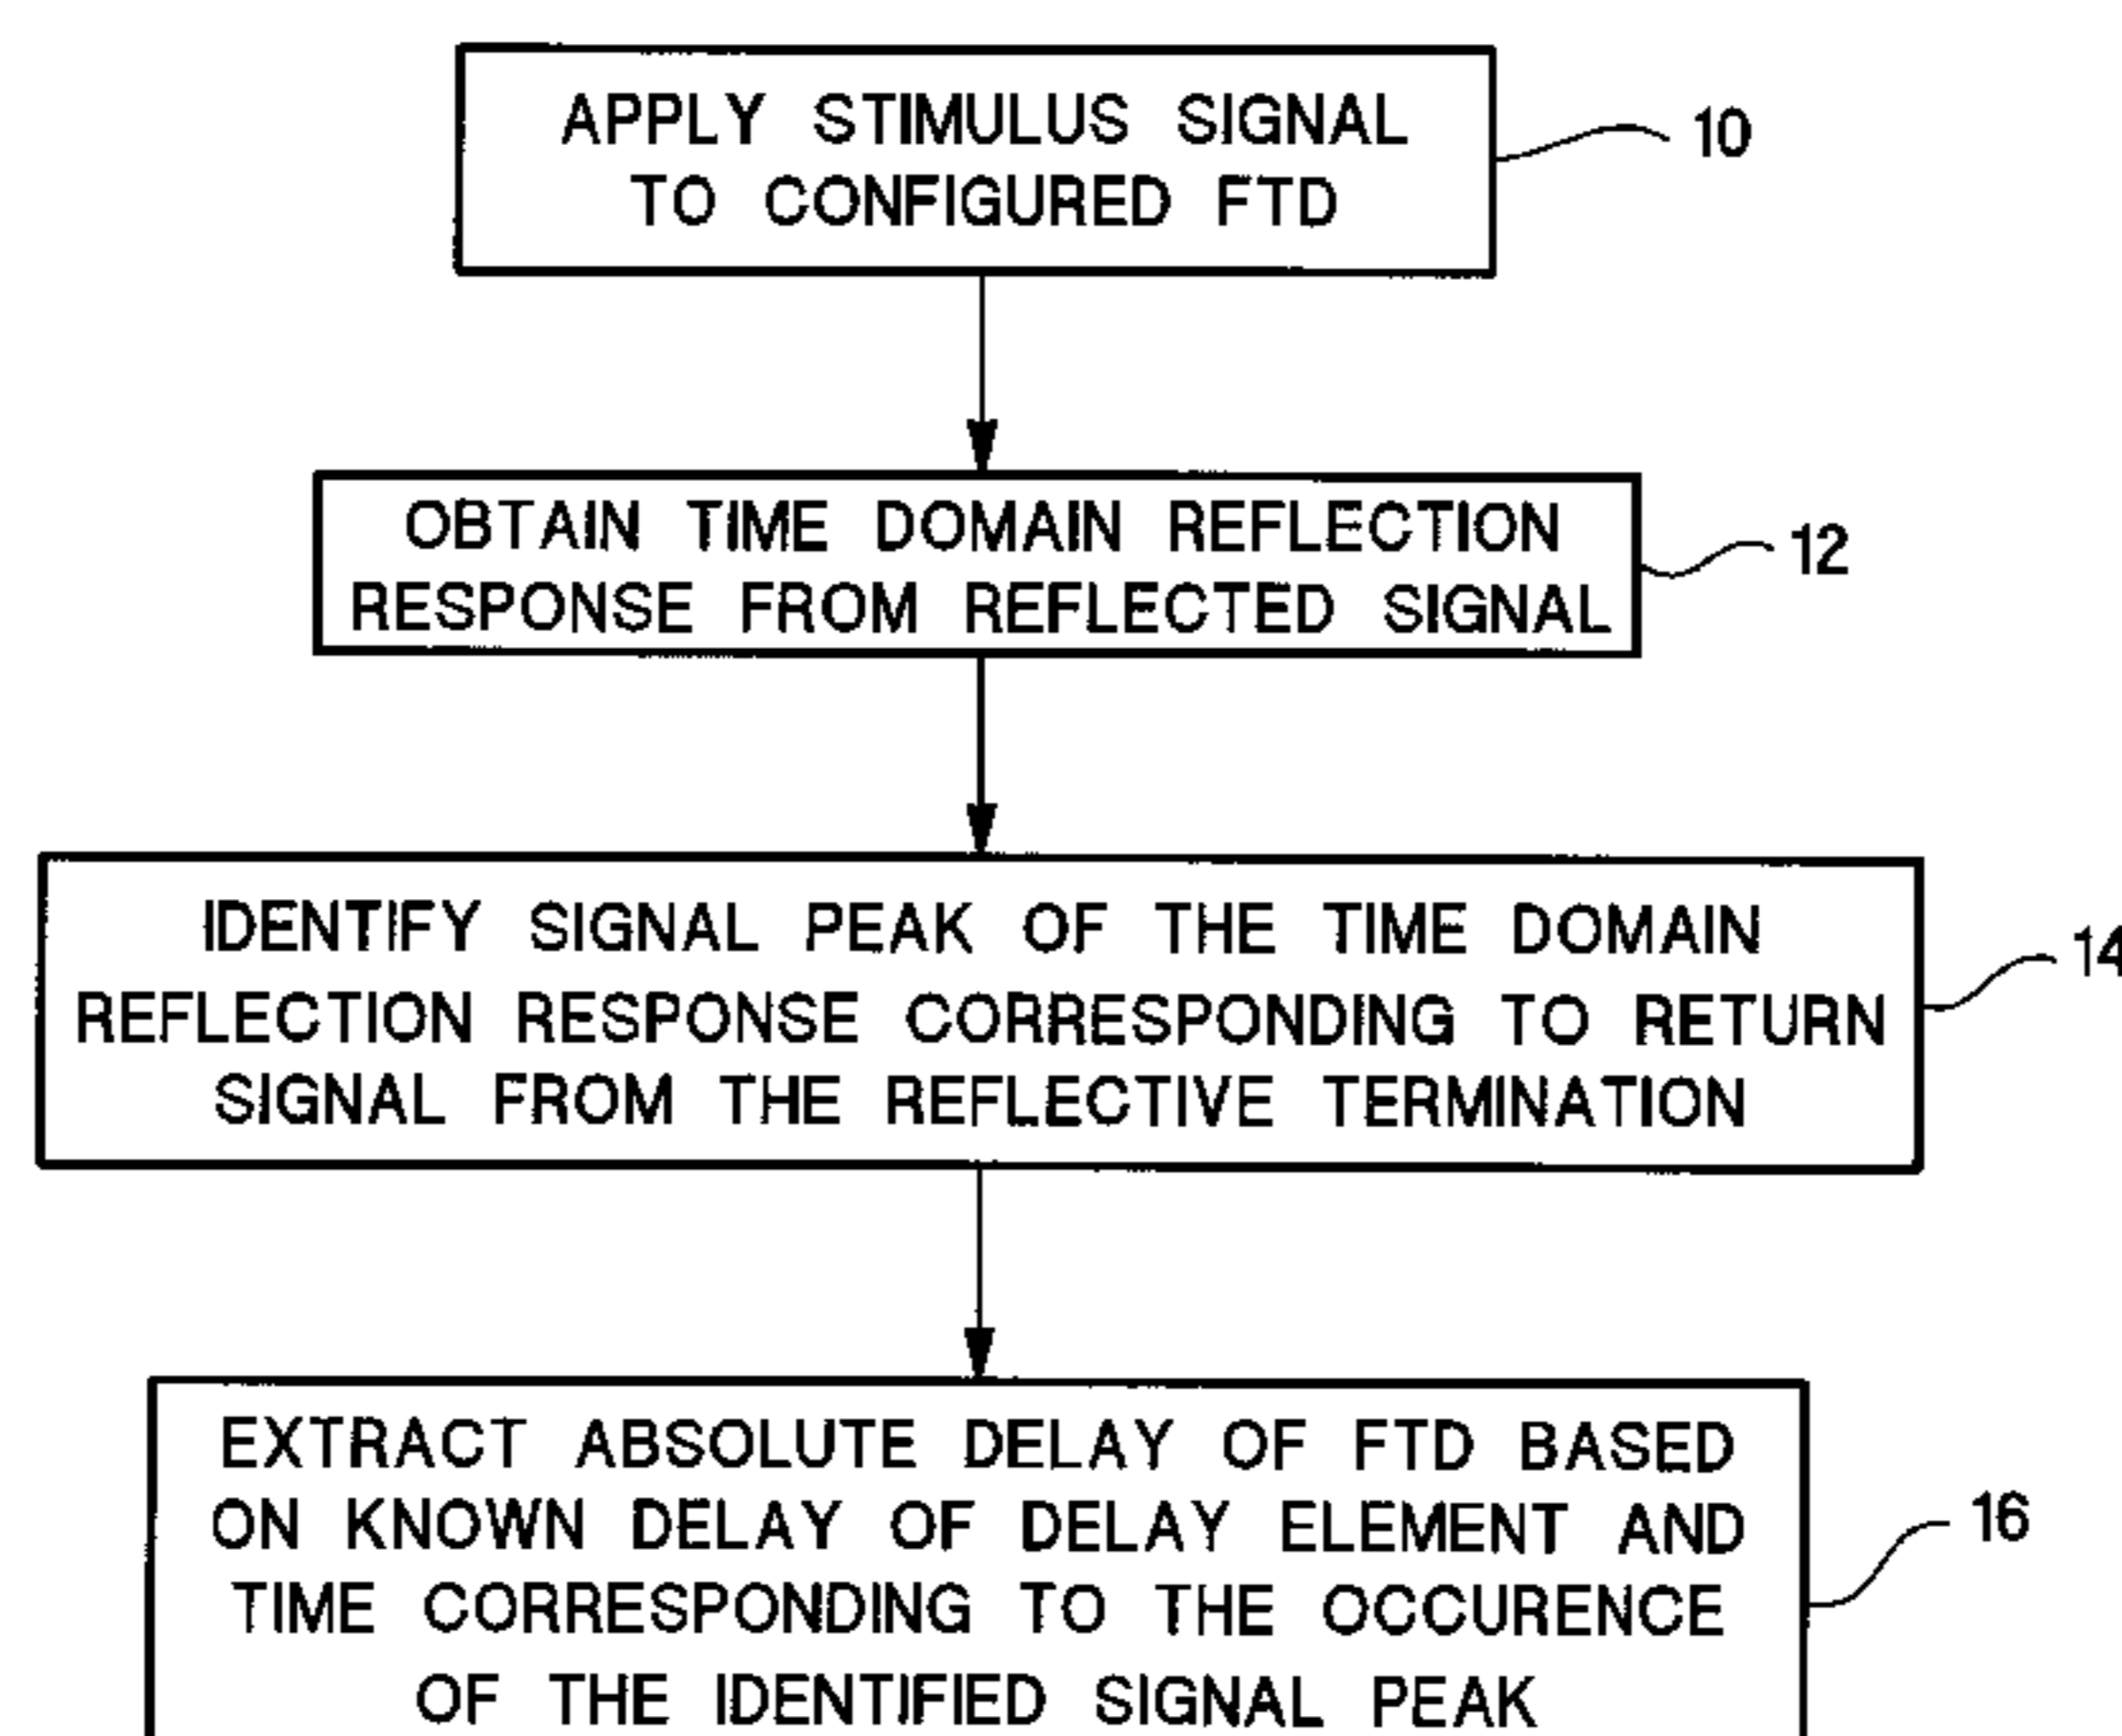 APPLY STIMULUS SIGNAL
TO CONFIGURED FTD
10
OBTAIN TIME DOMAIN REFLECTION
RESPONSE FROM REFLECTED SIGNAL
12
IDENTIFY SIGNAL PEAK OF THE TIME DOMAIN
REFLECTION RESPONSE CORRESPONDING TO RETURN
SIGNAL FROM THE REFLECTIVE TERMINATION
14
EXTRACT ABSOLUTE DELAY OF FTD BASED
ON KNOWN DELAY OF DELAY ELEMENT AND
TIME CORRESPONDING TO THE OCCURENCE
OF THE IDENTIFIED SIGNAL PEAK
16